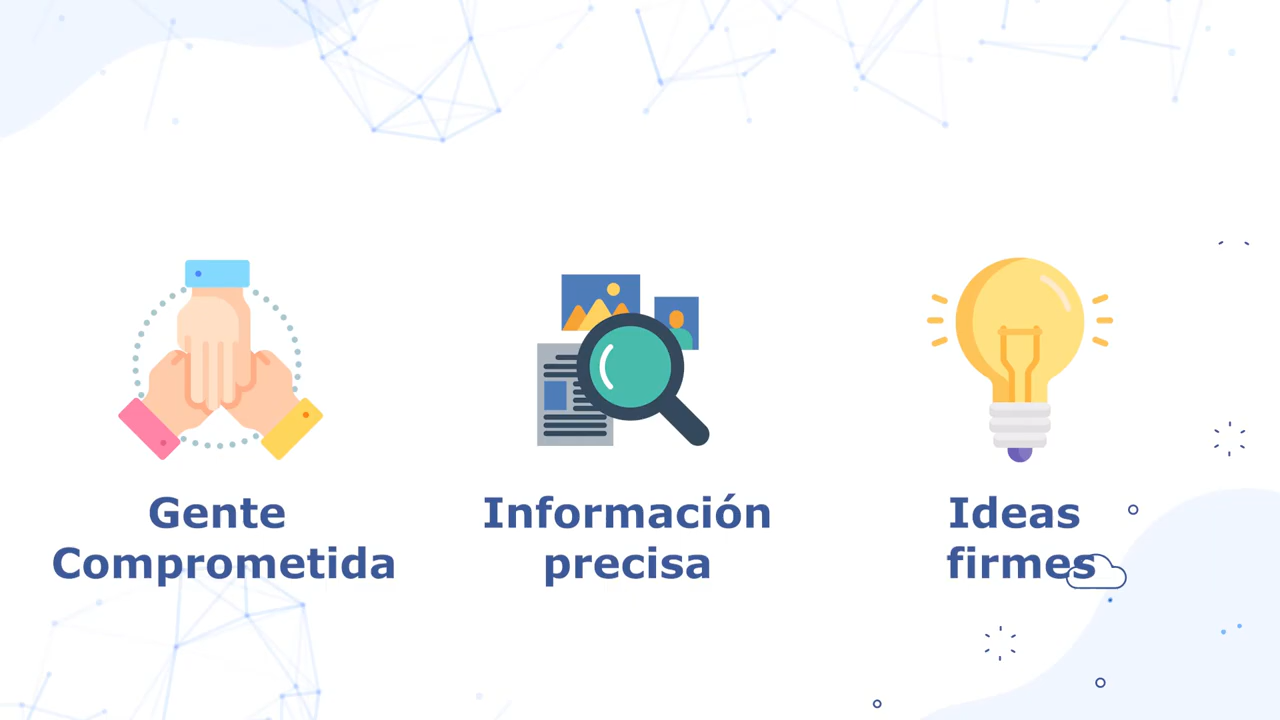 Gente
Comprometida
Información
precisa
Ideas
firmes